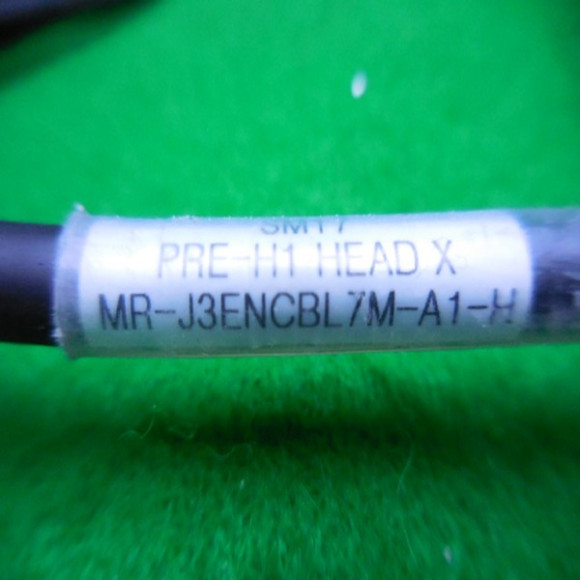 SM17
PRE-H1 HEAD X
MR-J3ENCBL7M-A1-H